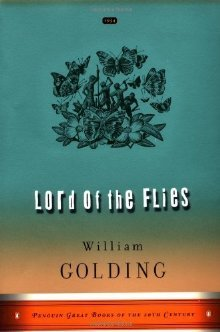 1954
LORD OF THE FLIES
William
GOLDING
PENGUIN GREAT BOOKS OF THE 20TH CENTURY